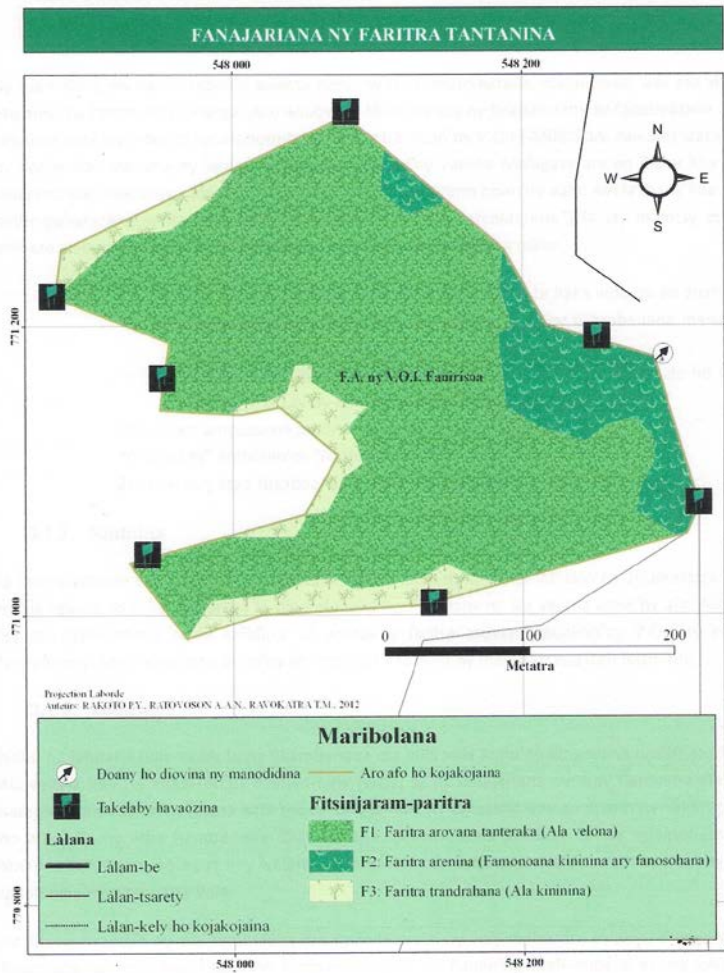 FANAJARIANA NY FARITRA TANTANINA
548 000
548 200
N
W
E
S
771 200
F.A. ny V.O.I. Fanirisoa
771 000
0
100
200
Metatra
Projection Laborde
Auteurs: RAKOTO P.Y., RATOVOSON A.A.N., RAVOKATRA T.M., 2012
Maribolana
Doany ho diovina ny manodidina
Aro afo ho kojakojaina
Takelaby havaozina
Fitsinjaram-paritra
Làlana
F1: Faritra arovana tanteraka (Ala velona)
Làlam-be
F2: Faritra arenina (Famonoana kininina ary fanosohana)
Làlan-tsarety
F3: Faritra trandrahana (Ala kininina)
Làlan-kely ho kojakojaina
770 800
548 000
548 200